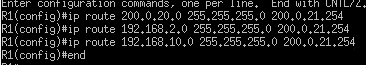 Enter configuration commands, one per line.  End with CNTL/Z.
R1(config)#ip route 200.0.20.0 255.255.255.0 200.0.21.254
R1(config)#ip route 192.168.2.0 255.255.255.0 200.0.21.254
R1(config)#ip route 192.168.10.0 255.255.255.0 200.0.21.254
R1(config)#end
R1#